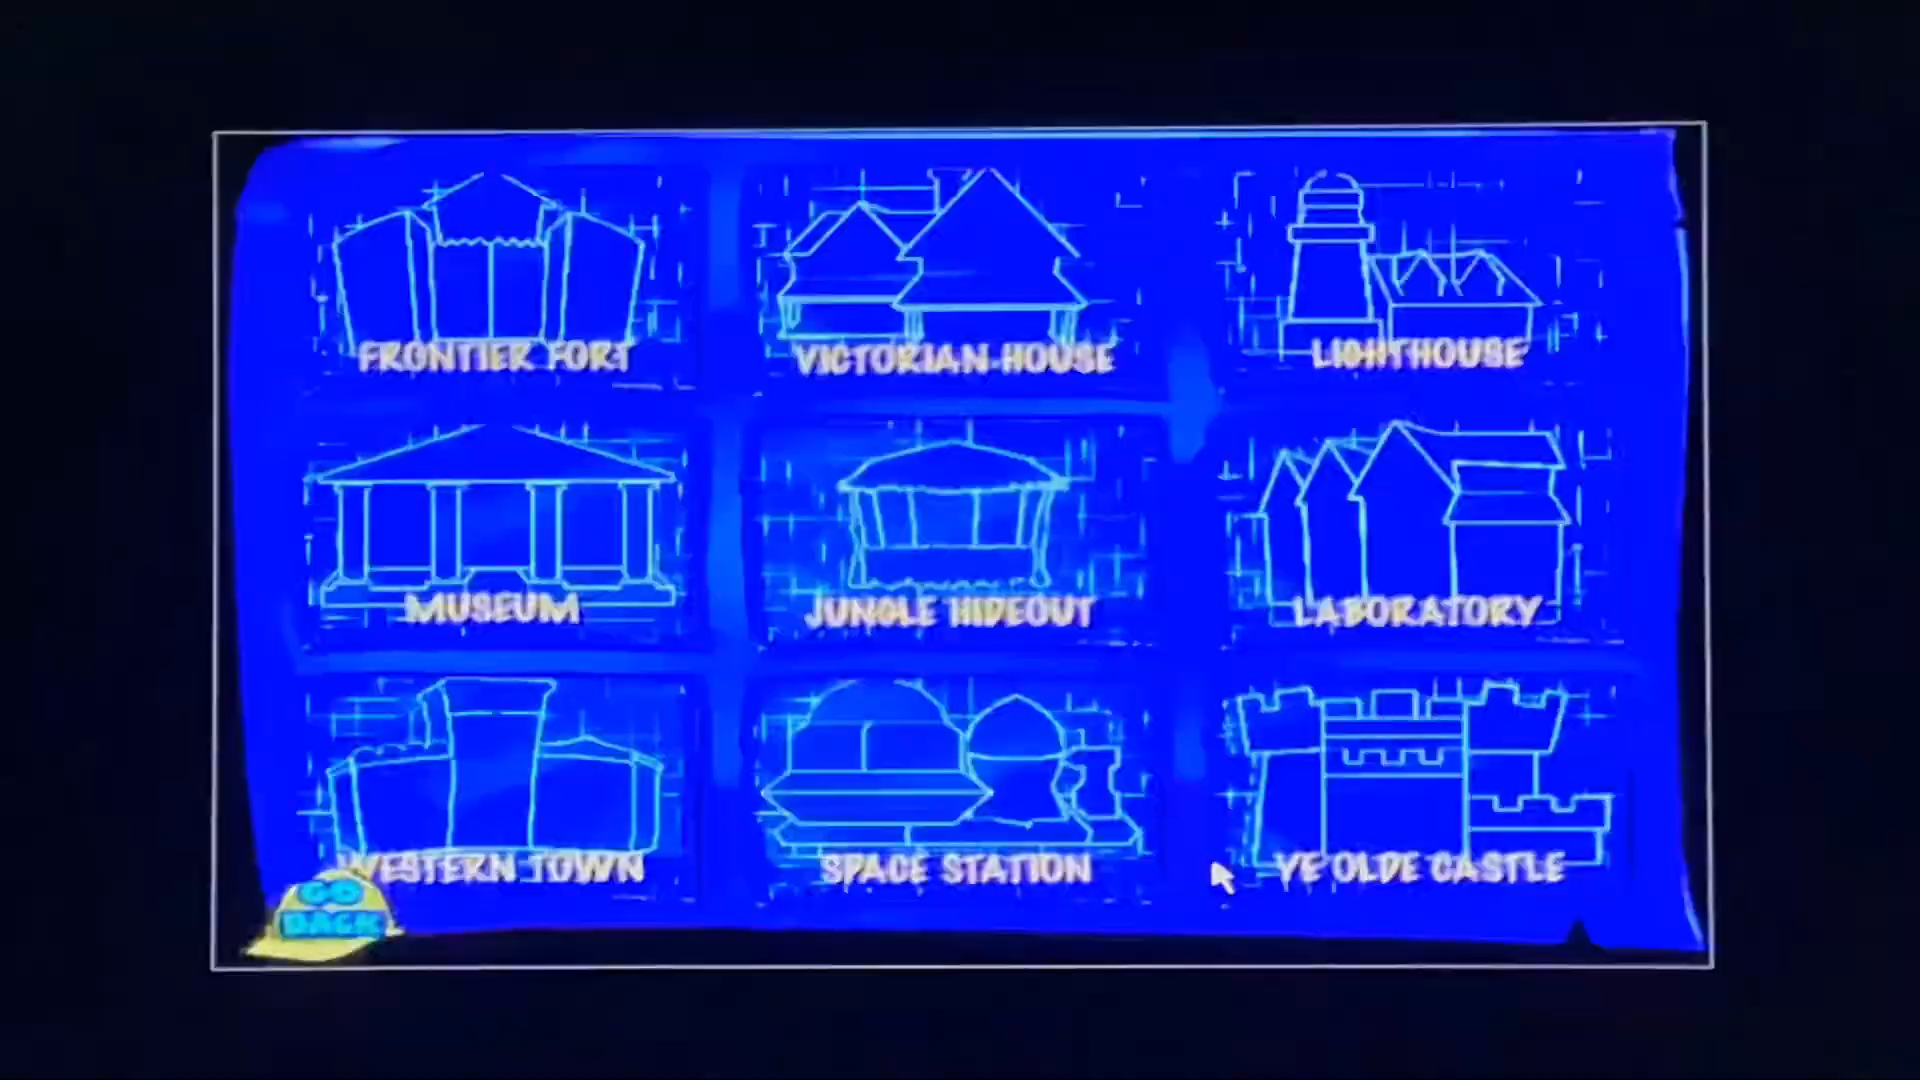 FRONTIER FORT
VICTORIAN HOUSE
LIGHTHOUSE
MUSEUM
JUNGLE HIDEOUT
LABORATORY
WESTERN TOWN
SPACE STATION
YE OLDE CASTLE
GO
BACK